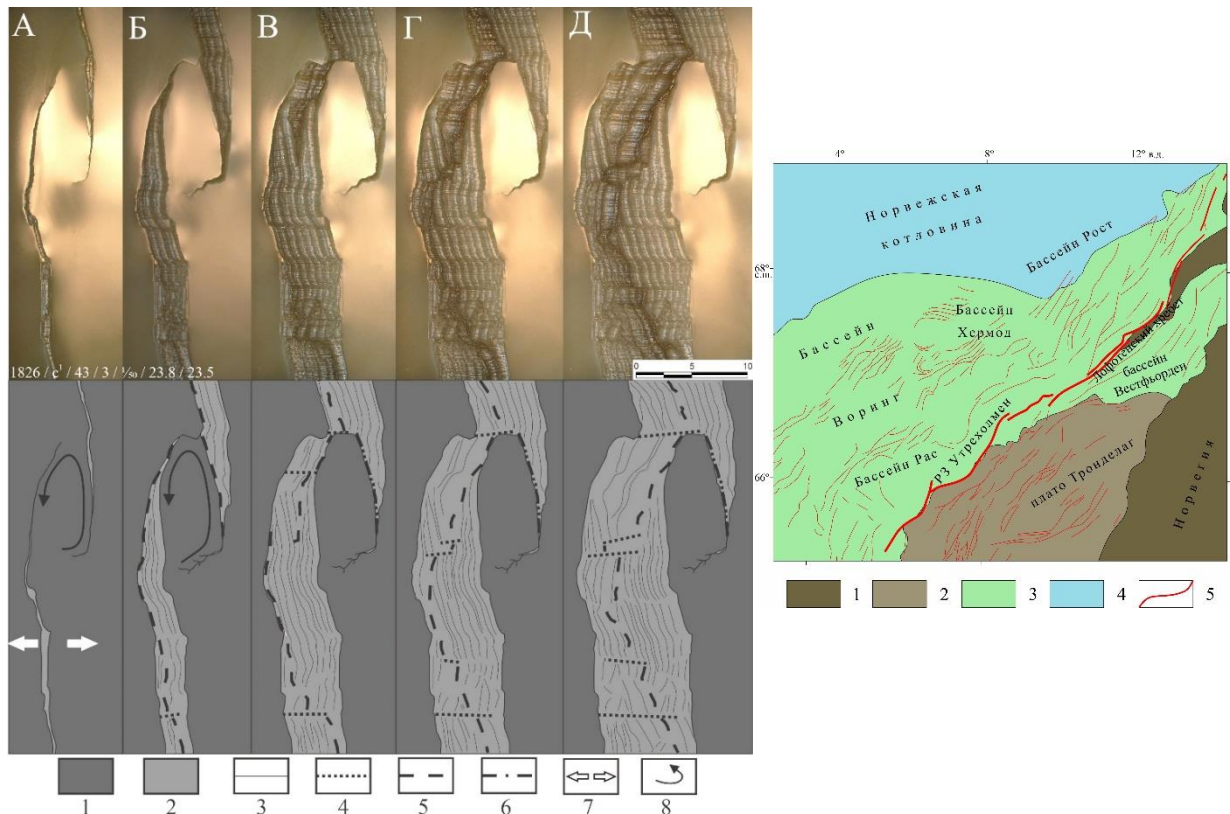 А Б В Г Д
1826 / c¹ / 43 / 3 / ¹⁄₅₀ / 23.8 / 23.5
0 5 10
1 2 3 4 5 6 7 8
4° 8° 12° в.д.
Норвежская
котловина
Бассейн Рост
68°
с.ш.
Бассейн
Хермод
Бассейн
Воринг
Лофотенский хребет
бассейн
Вестфьорден
РЗ Утрехолмен
66°
Бассейн Рас
плато Тронделаг
Норвегия
1 2 3 4 5